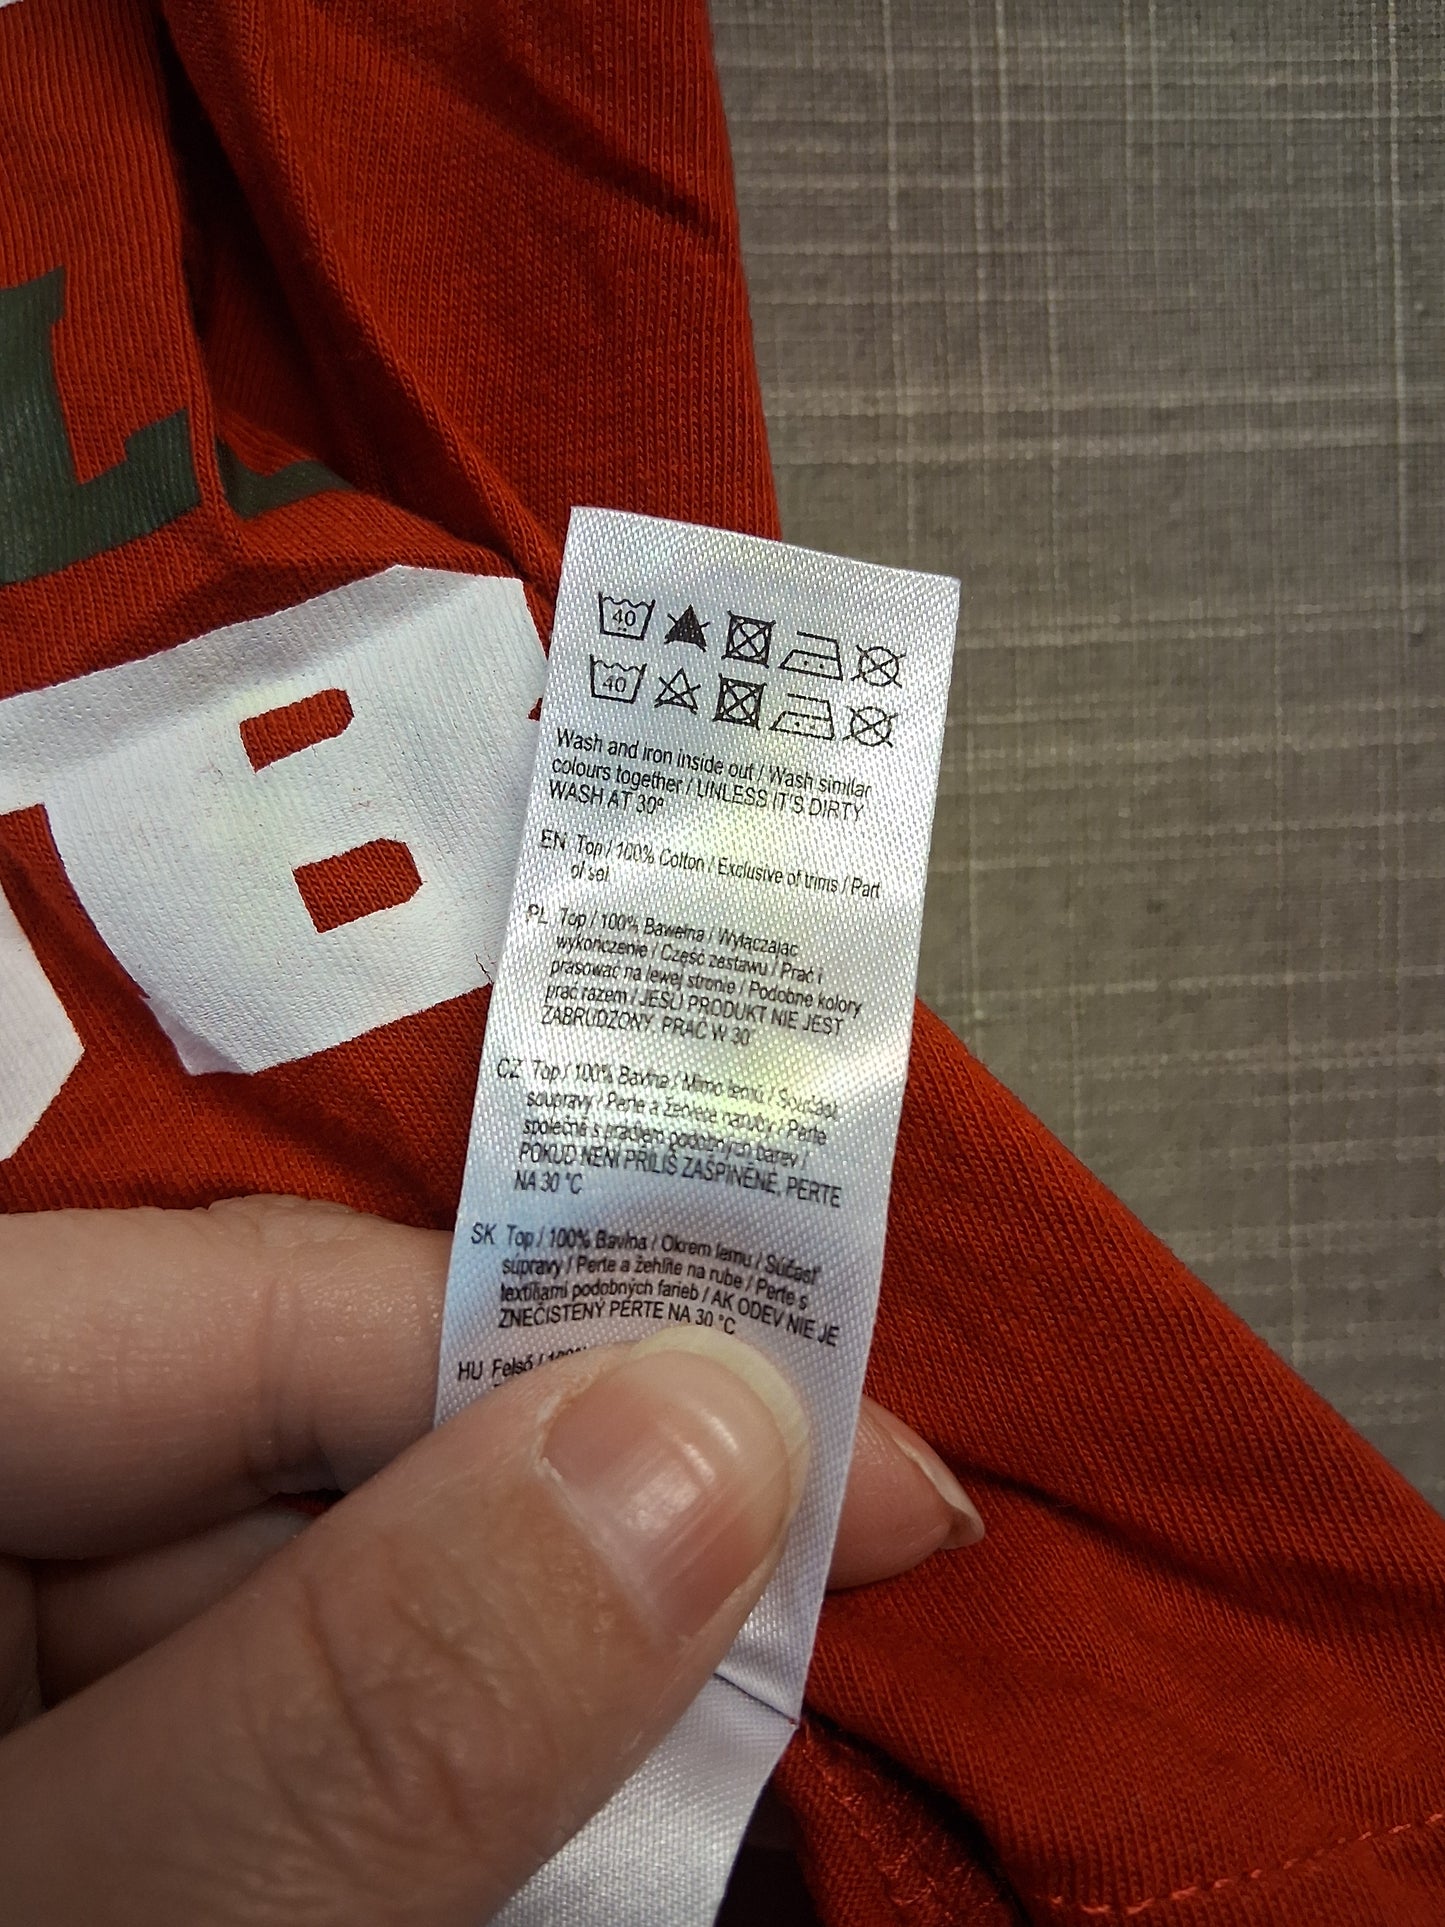 40
40
Wash and iron inside out / Wash similar
colours together / UNLESS IT'S DIRTY
WASH AT 30°
EN Top / 100% Cotton / Exclusive of trims / Part
of set
PL Top / 100% Bawełna / Wyłączając
wykończenie / Część zestawu / Prać i
prasować na lewej stronie / Podobne kolory
prać razem / JEŚLI PRODUKT NIE JEST
ZABRUDZONY, PRAĆ W 30°
CZ Top / 100% Bavlna / Mimo lemů / Součást
soupravy / Perte a žehlete naruby / Perte
společně s prádlem podobných barev /
POKUD NENÍ PŘÍLIŠ ZAŠPINĚNÉ, PERTE
NA 30 °C
SK Top / 100% Bavlna / Okrem lemu / Súčasť
súpravy / Perte a žehlite na rube / Perte s
textíliami podobných farieb / AK ODEV NIE JE
ZNEČISTENÝ PERTE NA 30 °C
HU Felső /